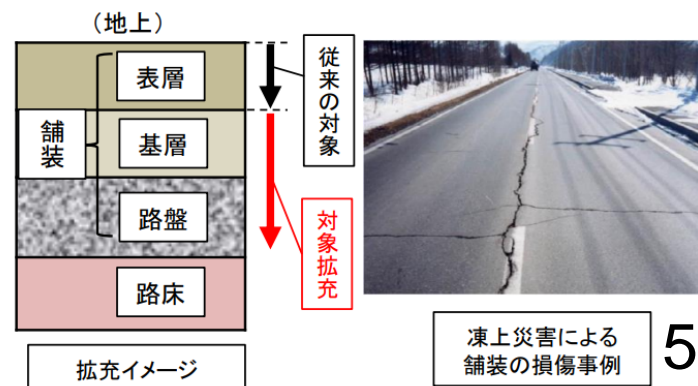 （地上）
表層
舗装
基層
路盤
路床
従来の対象
対象拡充
拡充イメージ
凍上災害による
舗装の損傷事例
5